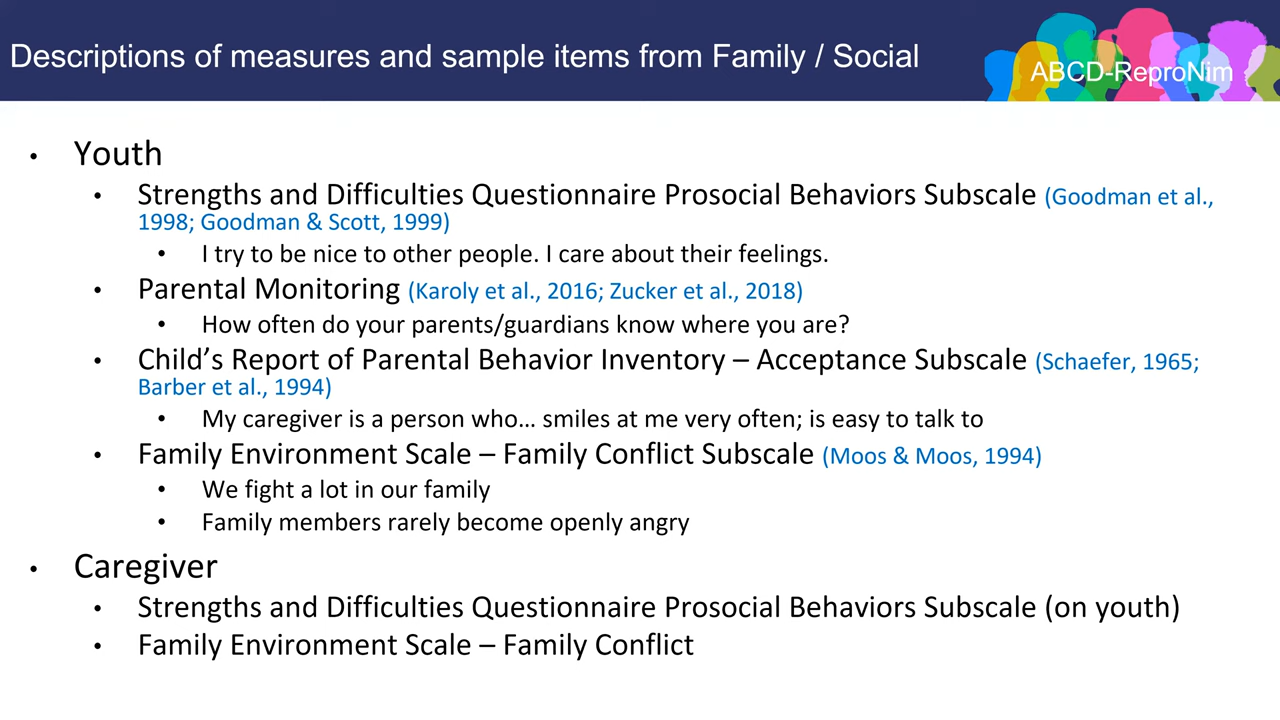 Descriptions of measures and sample items from Family / Social
ABCD-ReproNim
• Youth
• Strengths and Difficulties Questionnaire Prosocial Behaviors Subscale (Goodman et al.,
1998; Goodman & Scott, 1999)
• I try to be nice to other people. I care about their feelings.
• Parental Monitoring (Karoly et al., 2016; Zucker et al., 2018)
• How often do your parents/guardians know where you are?
• Child’s Report of Parental Behavior Inventory – Acceptance Subscale (Schaefer, 1965;
Barber et al., 1994)
• My caregiver is a person who… smiles at me very often; is easy to talk to
• Family Environment Scale – Family Conflict Subscale (Moos & Moos, 1994)
• We fight a lot in our family
• Family members rarely become openly angry
• Caregiver
• Strengths and Difficulties Questionnaire Prosocial Behaviors Subscale (on youth)
• Family Environment Scale – Family Conflict